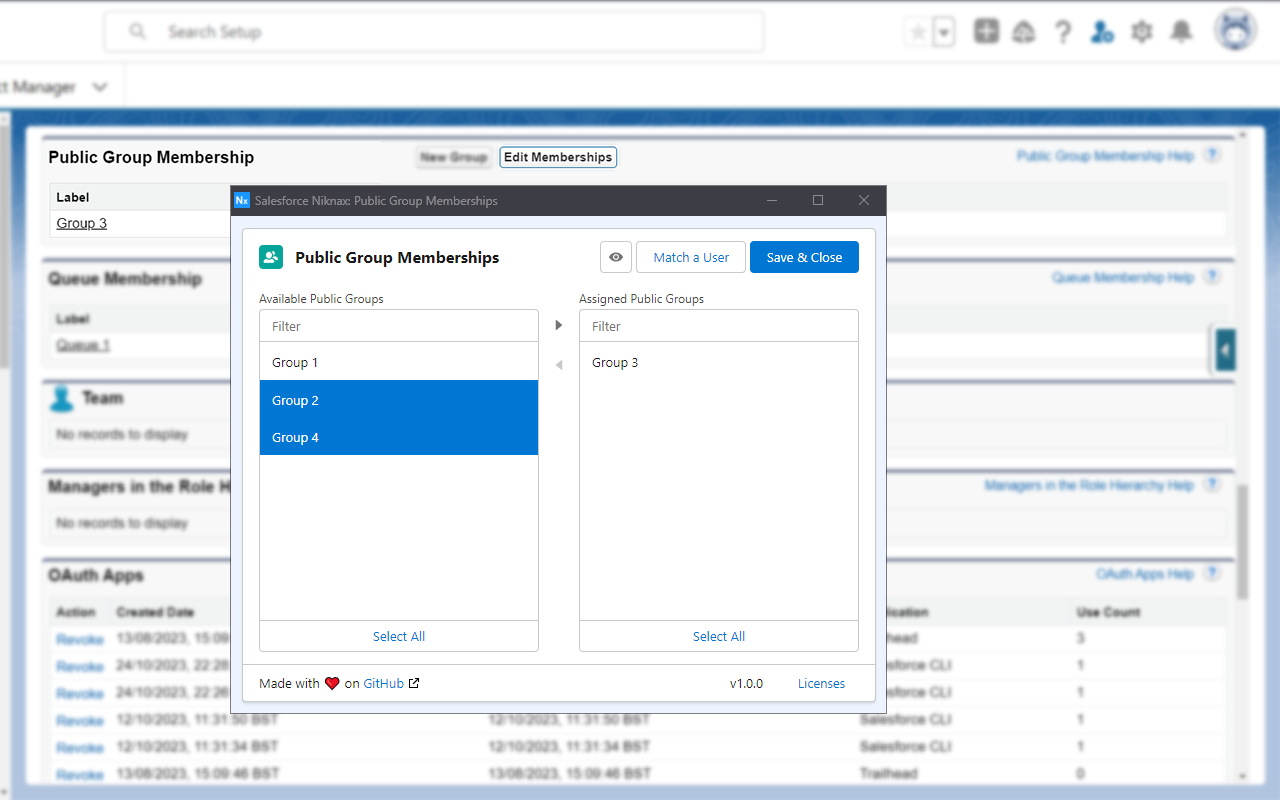 Search Setup
ct Manager
Public Group Membership New Group Edit Memberships Public Group Membership Help ?
Label
Group 3
Nx Salesforce Niknax: Public Group Memberships
Public Group Memberships Match a User Save & Close
Available Public Groups Assigned Public Groups
Filter Filter
Group 1 Group 3
Group 2
Group 4
Select All Select All
Made with ❤ on GitHub v1.0.0 Licenses
Queue Membership Queue Membership Help ?
Label
Queue 1
Team
No records to display
Managers in the Role H Managers in the Role Hierarchy Help ?
No records to display
OAuth Apps OAuth Apps Help ?
Action Created Date lication Use Count
Revoke 13/08/2023, 15:09 head 3
Revoke 24/10/2023, 22:28 sforce CLI 1
Revoke 24/10/2023, 22:26 sforce CLI 1
Revoke 12/10/2023, 11:31:50 BST 12/10/2023, 11:31:50 BST Salesforce CLI 1
Revoke 12/10/2023, 11:31:34 BST 12/10/2023, 11:31:34 BST Salesforce CLI 1
Revoke 13/08/2023, 15:09:46 BST 13/08/2023, 15:09:46 BST Trailhead 0